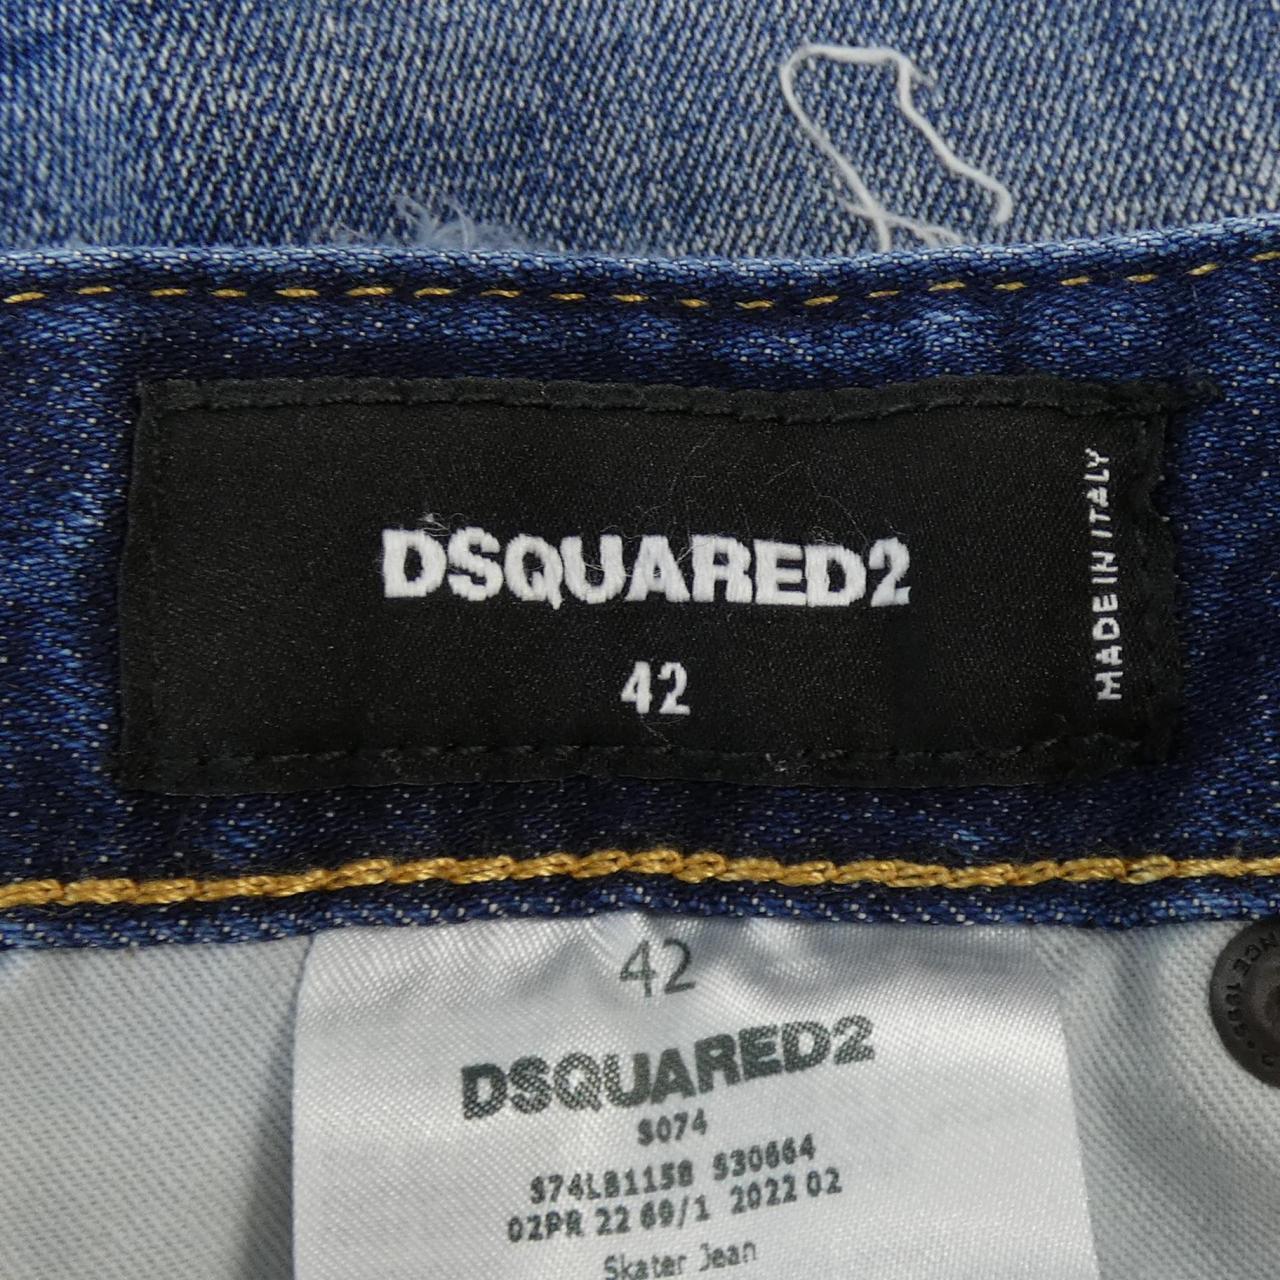 DSQUARED2
42
MADE IN ITALY
42
DSQUARED2
S074
S74LB1158 S30664
02PR 22 69/1 2022 02
Skater Jean